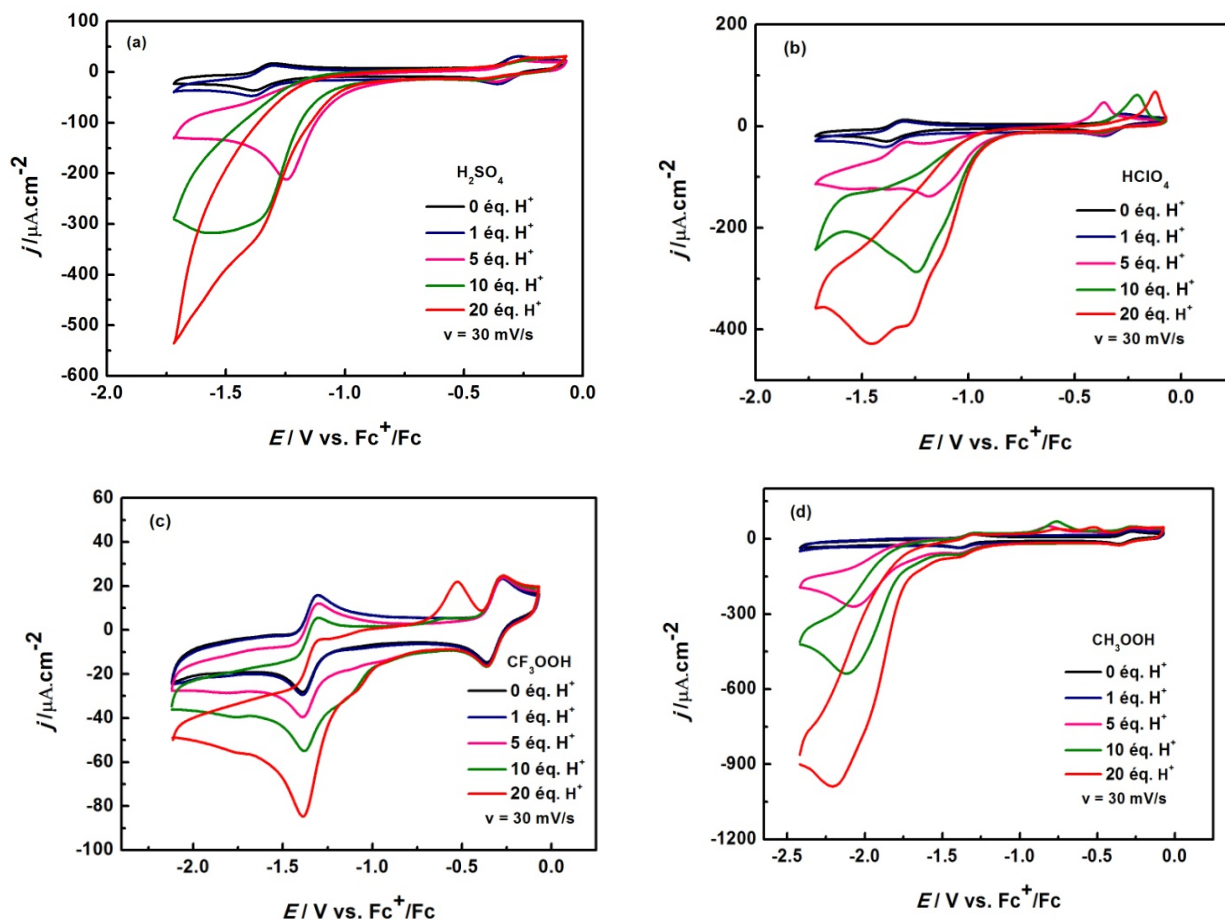 (a)
100
0
-100
-200
-300
-400
-500
-600
j /µA.cm⁻²
H₂SO₄
0 éq. H⁺
1 éq. H⁺
5 éq. H⁺
10 éq. H⁺
20 éq. H⁺
v = 30 mV/s
-2.0 -1.5 -1.0 -0.5 0.0
E / V vs. Fc⁺/Fc
(b)
200
0
-200
-400
j /µA.cm⁻²
HClO₄
0 éq. H⁺
1 éq. H⁺
5 éq. H⁺
10 éq. H⁺
20 éq. H⁺
v = 30 mV/s
-2.0 -1.5 -1.0 -0.5 0.0
E / V vs. Fc⁺/Fc
(c)
60
40
20
0
-20
-40
-60
-80
-100
j /µA.cm⁻²
CF₃OOH
0 éq. H⁺
1 éq. H⁺
5 éq. H⁺
10 éq. H⁺
20 éq. H⁺
v = 30 mV/s
-2.0 -1.5 -1.0 -0.5 0.0
E / V vs. Fc⁺/Fc
(d)
0
-300
-600
-900
-1200
j /µA.cm⁻²
CH₃OOH
0 éq. H⁺
1 éq. H⁺
5 éq. H⁺
10 éq. H⁺
20 éq. H⁺
v = 30 mV/s
-2.5 -2.0 -1.5 -1.0 -0.5 0.0
E / V vs. Fc⁺/Fc